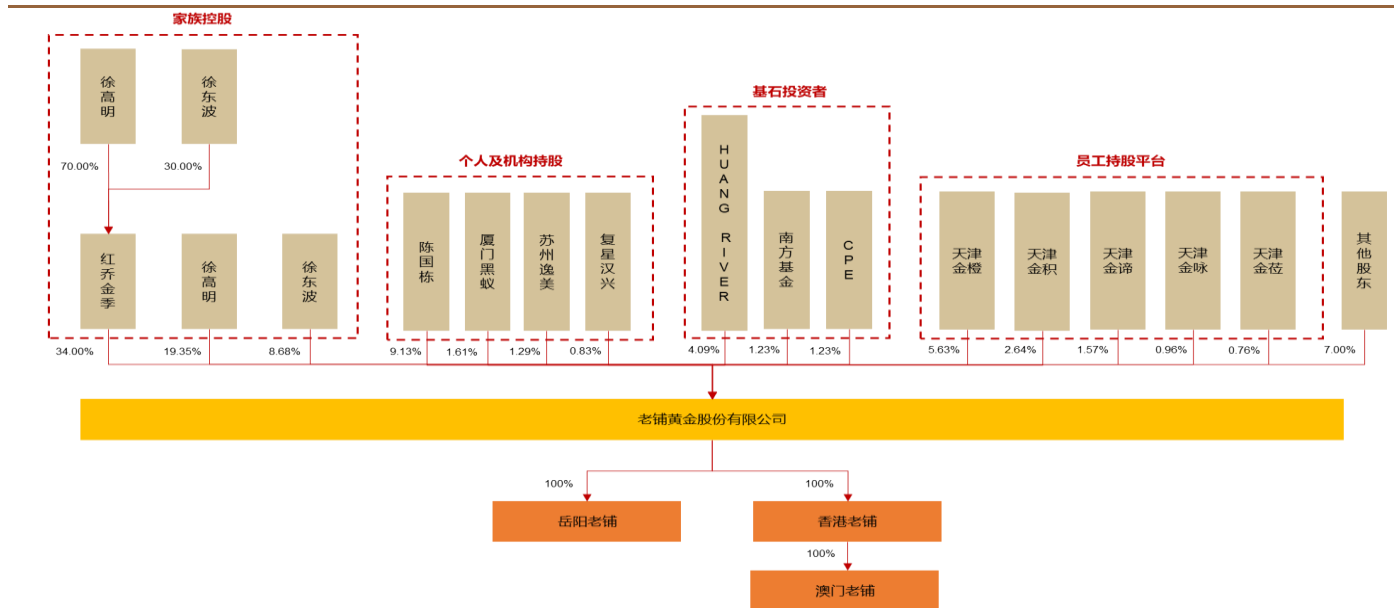 家族控股
徐高明
徐东波
70.00%
30.00%
红乔金季
徐高明
徐东波
34.00%
19.35%
8.68%
个人及机构持股
陈国栋
厦门黑蚁
苏州逸美
复星汉兴
9.13%
1.61%
1.29%
0.83%
基石投资者
HUANG RIVER
南方基金
CPE
4.09%
1.23%
1.23%
员工持股平台
天津金橙
天津金积
天津金谛
天津金咏
天津金莅
5.63%
2.64%
1.57%
0.96%
0.76%
其他股东
7.00%
老铺黄金股份有限公司
100%
100%
岳阳老铺
香港老铺
100%
澳门老铺